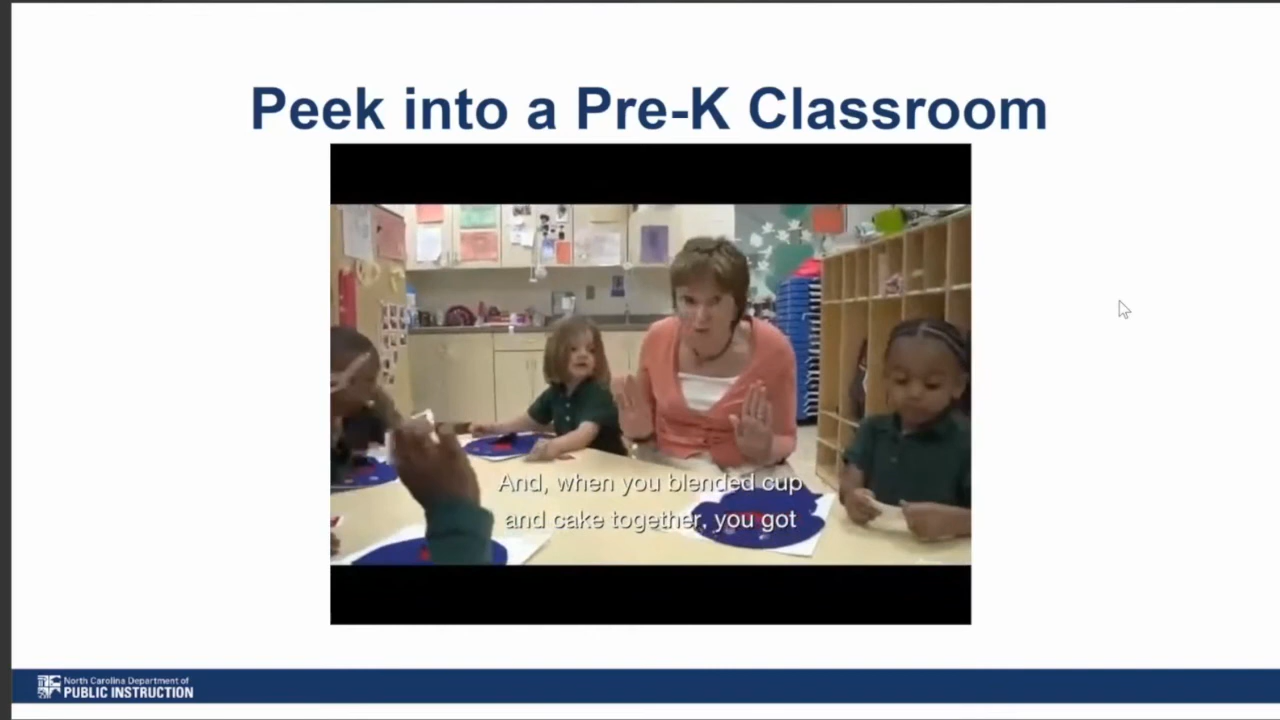 Peek into a Pre-K Classroom
And, when you blended cup
and cake together, you got
North Carolina Department of
PUBLIC INSTRUCTION